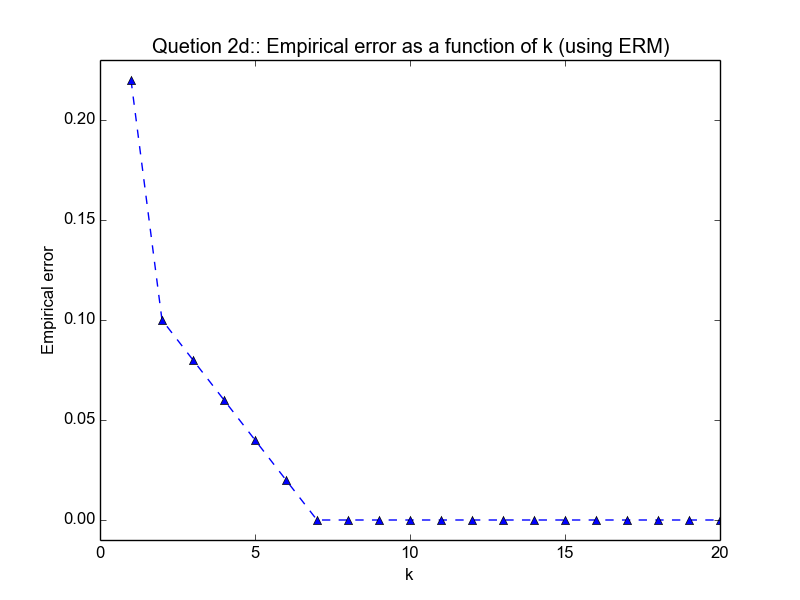 Quetion 2d:: Empirical error as a function of k (using ERM)
0.20
0.15
0.10
0.05
0.00
Empirical error
0 5 10 15 20
k